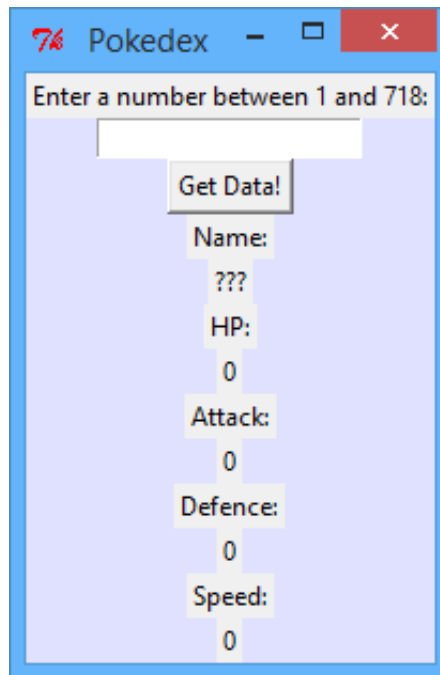 Pokedex
Enter a number between 1 and 718:
Get Data!
Name:
???
HP:
0
Attack:
0
Defence:
0
Speed:
0